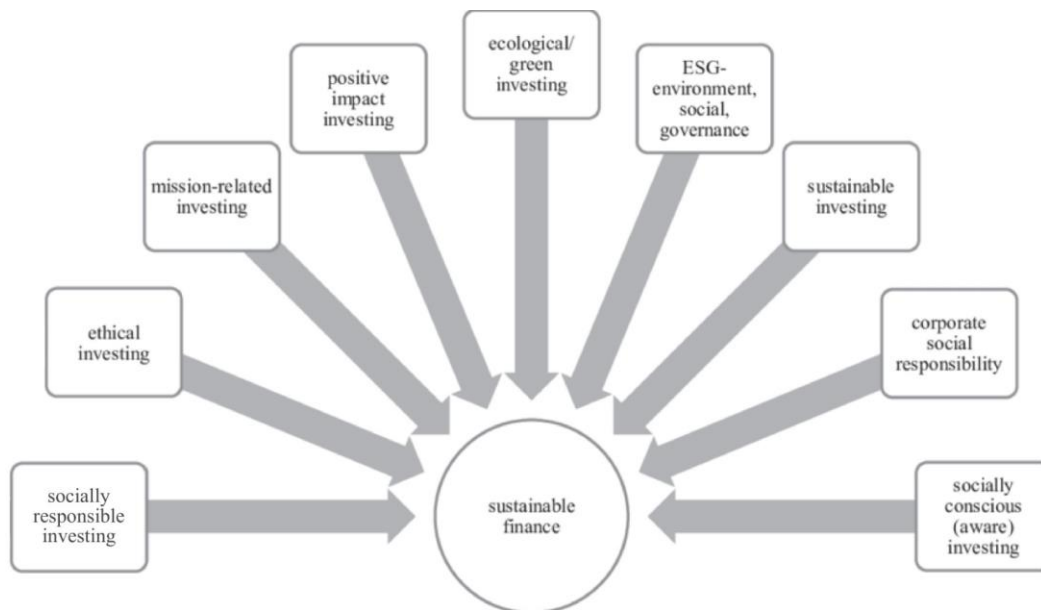 socially
responsible
investing
ethical
investing
mission-related
investing
positive
impact
investing
ecological/
green
investing
ESG-
environment,
social,
governance
sustainable
investing
corporate
social
responsibility
socially
conscious
(aware)
investing
sustainable
finance